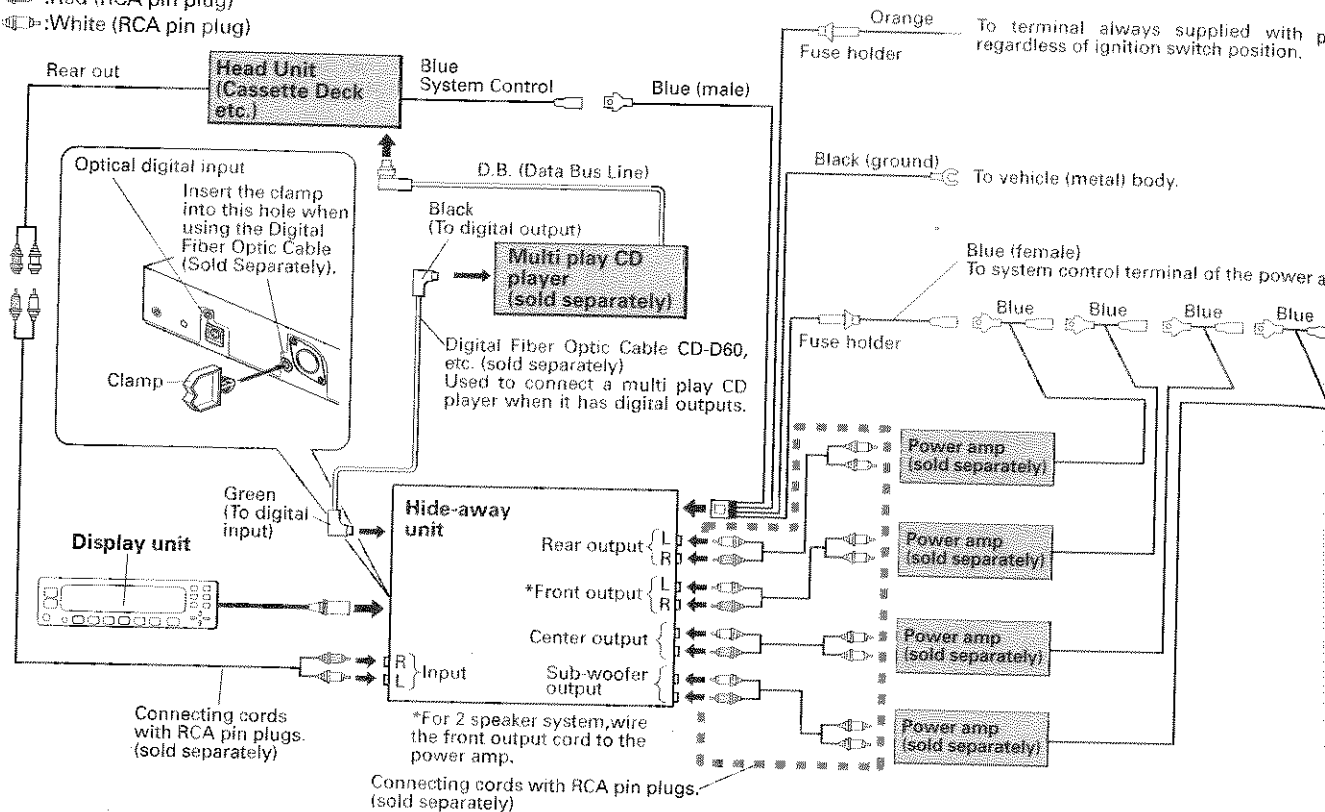 :Red (RCA pin plug)
:White (RCA pin plug)
Rear out
Head Unit
(Cassette Deck
etc.)
Blue
System Control
Blue (male)
Orange
Fuse holder
To terminal always supplied with p
regardless of ignition switch position.
Optical digital input
Insert the clamp
into this hole when
using the Digital
Fiber Optic Cable
(Sold Separately).
Clamp
D.B. (Data Bus Line)
Black
(To digital output)
Multi play CD
player
(sold separately)
Digital Fiber Optic Cable CD-D60,
etc. (sold separately)
Used to connect a multi play CD
player when it has digital outputs.
Black (ground)
To vehicle (metal) body.
Blue (female)
To system control terminal of the power a
Fuse holder
Blue
Blue
Blue
Blue
Green
(To digital
input)
Display unit
Hide-away
unit
Rear output
L
R
*Front output
L
R
Center output
Sub-woofer
output
R
L
Input
Power amp
(sold separately)
Power amp
(sold separately)
Power amp
(sold separately)
Power amp
(sold separately)
Connecting cords
with RCA pin plugs.
(sold separately)
*For 2 speaker system,wire
the front output cord to the
power amp.
Connecting cords with RCA pin plugs.
(sold separately)